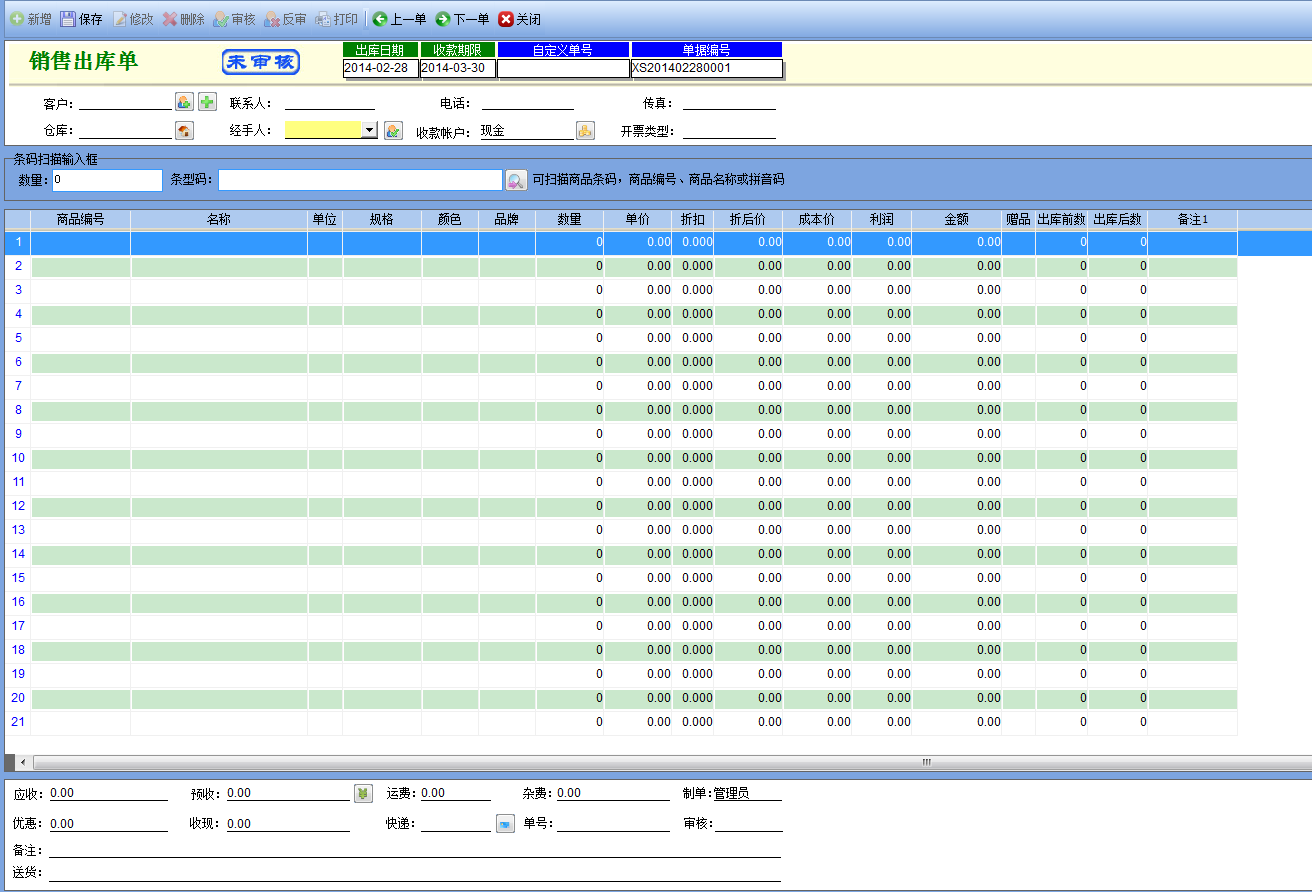 新增 保存 修改 删除 审核 反审 打印 上一单 下一单 关闭
销售出库单 未审核 出库日期 收款期限 自定义单号 单据编号
2014-02-28 2014-03-30 XS201402280001
客户： 联系人： 电话： 传真：
仓库： 经手人： 收款帐户：现金 开票类型：
条码扫描输入框
数量：0 条型码： 可扫描商品条码，商品编号、商品名称或拼音码
商品编号 名称 单位 规格 颜色 品牌 数量 单价 折扣 折后价 成本价 利润 金额 赠品 出库前数 出库后数 备注1
1 0 0.00 0.000 0.00 0.00 0.00 0.00 0 0
2 0 0.00 0.000 0.00 0.00 0.00 0.00 0 0
3 0 0.00 0.000 0.00 0.00 0.00 0.00 0 0
4 0 0.00 0.000 0.00 0.00 0.00 0.00 0 0
5 0 0.00 0.000 0.00 0.00 0.00 0.00 0 0
6 0 0.00 0.000 0.00 0.00 0.00 0.00 0 0
7 0 0.00 0.000 0.00 0.00 0.00 0.00 0 0
8 0 0.00 0.000 0.00 0.00 0.00 0.00 0 0
9 0 0.00 0.000 0.00 0.00 0.00 0.00 0 0
10 0 0.00 0.000 0.00 0.00 0.00 0.00 0 0
11 0 0.00 0.000 0.00 0.00 0.00 0.00 0 0
12 0 0.00 0.000 0.00 0.00 0.00 0.00 0 0
13 0 0.00 0.000 0.00 0.00 0.00 0.00 0 0
14 0 0.00 0.000 0.00 0.00 0.00 0.00 0 0
15 0 0.00 0.000 0.00 0.00 0.00 0.00 0 0
16 0 0.00 0.000 0.00 0.00 0.00 0.00 0 0
17 0 0.00 0.000 0.00 0.00 0.00 0.00 0 0
18 0 0.00 0.000 0.00 0.00 0.00 0.00 0 0
19 0 0.00 0.000 0.00 0.00 0.00 0.00 0 0
20 0 0.00 0.000 0.00 0.00 0.00 0.00 0 0
21 0 0.00 0.000 0.00 0.00 0.00 0.00 0 0
应收：0.00 预收：0.00 运费：0.00 杂费：0.00 制单:管理员
优惠：0.00 收现：0.00 快递： 单号： 审核:
备注：
送货：